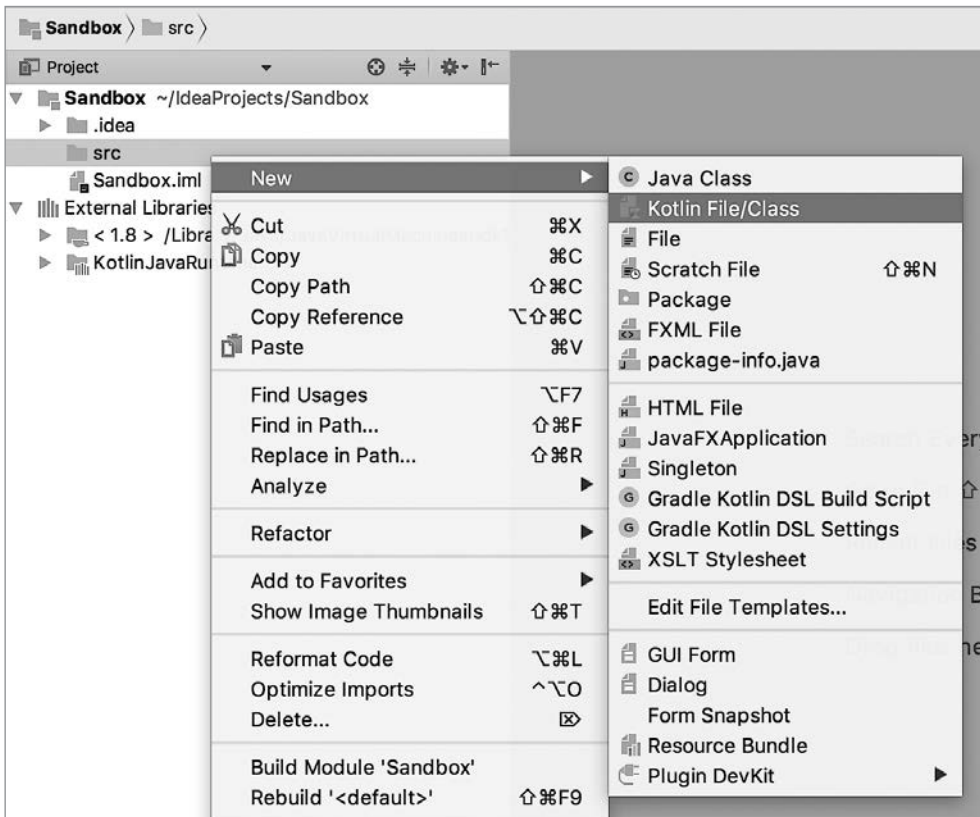 Sandbox src
Project
Sandbox ~/IdeaProjects/Sandbox
.idea
src
Sandbox.iml
External Libraries
< 1.8 > /Libra
KotlinJavaRu
New
Cut ⌘X
Copy ⌘C
Copy Path ⇧⌘C
Copy Reference ⌥⇧⌘C
Paste ⌘V
Find Usages ⌥F7
Find in Path... ⇧⌘F
Replace in Path... ⇧⌘R
Analyze
Refactor
Add to Favorites
Show Image Thumbnails ⇧⌘T
Reformat Code ⌥⌘L
Optimize Imports ^⌥O
Delete... ⌦
Build Module 'Sandbox'
Rebuild '<default>' ⇧⌘F9
Java Class
Kotlin File/Class
File
Scratch File ⇧⌘N
Package
FXML File
package-info.java
HTML File
JavaFXApplication
Singleton
Gradle Kotlin DSL Build Script
Gradle Kotlin DSL Settings
XSLT Stylesheet
Edit File Templates...
GUI Form
Dialog
Form Snapshot
Resource Bundle
Plugin DevKit